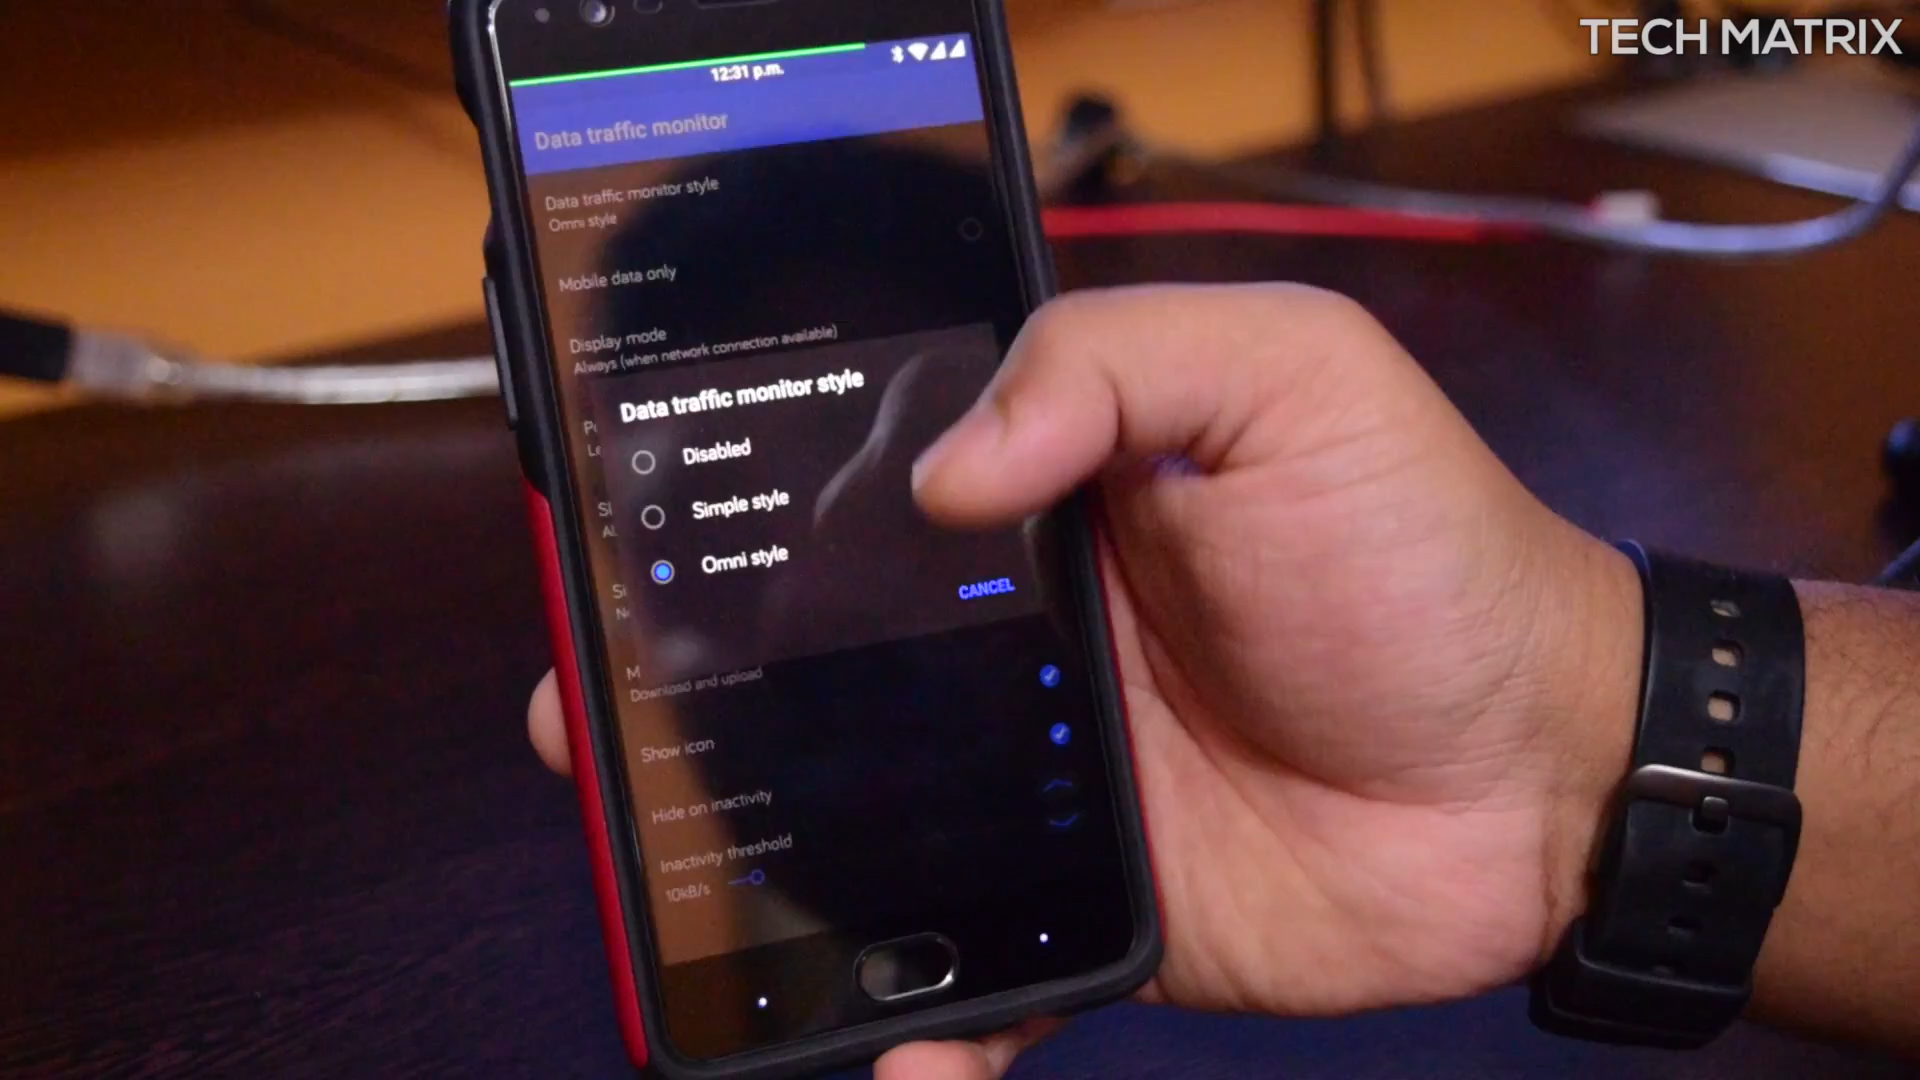 TECH MATRIX
12:31 p.m.
Data traffic monitor
Data traffic monitor style
Omni style
Mobile data only
Display mode
Always (when network connection available)
Data traffic monitor style
Disabled
Simple style
Omni style
CANCEL
Download and upload
Show icon
Hide on inactivity
Inactivity threshold
10kB/s